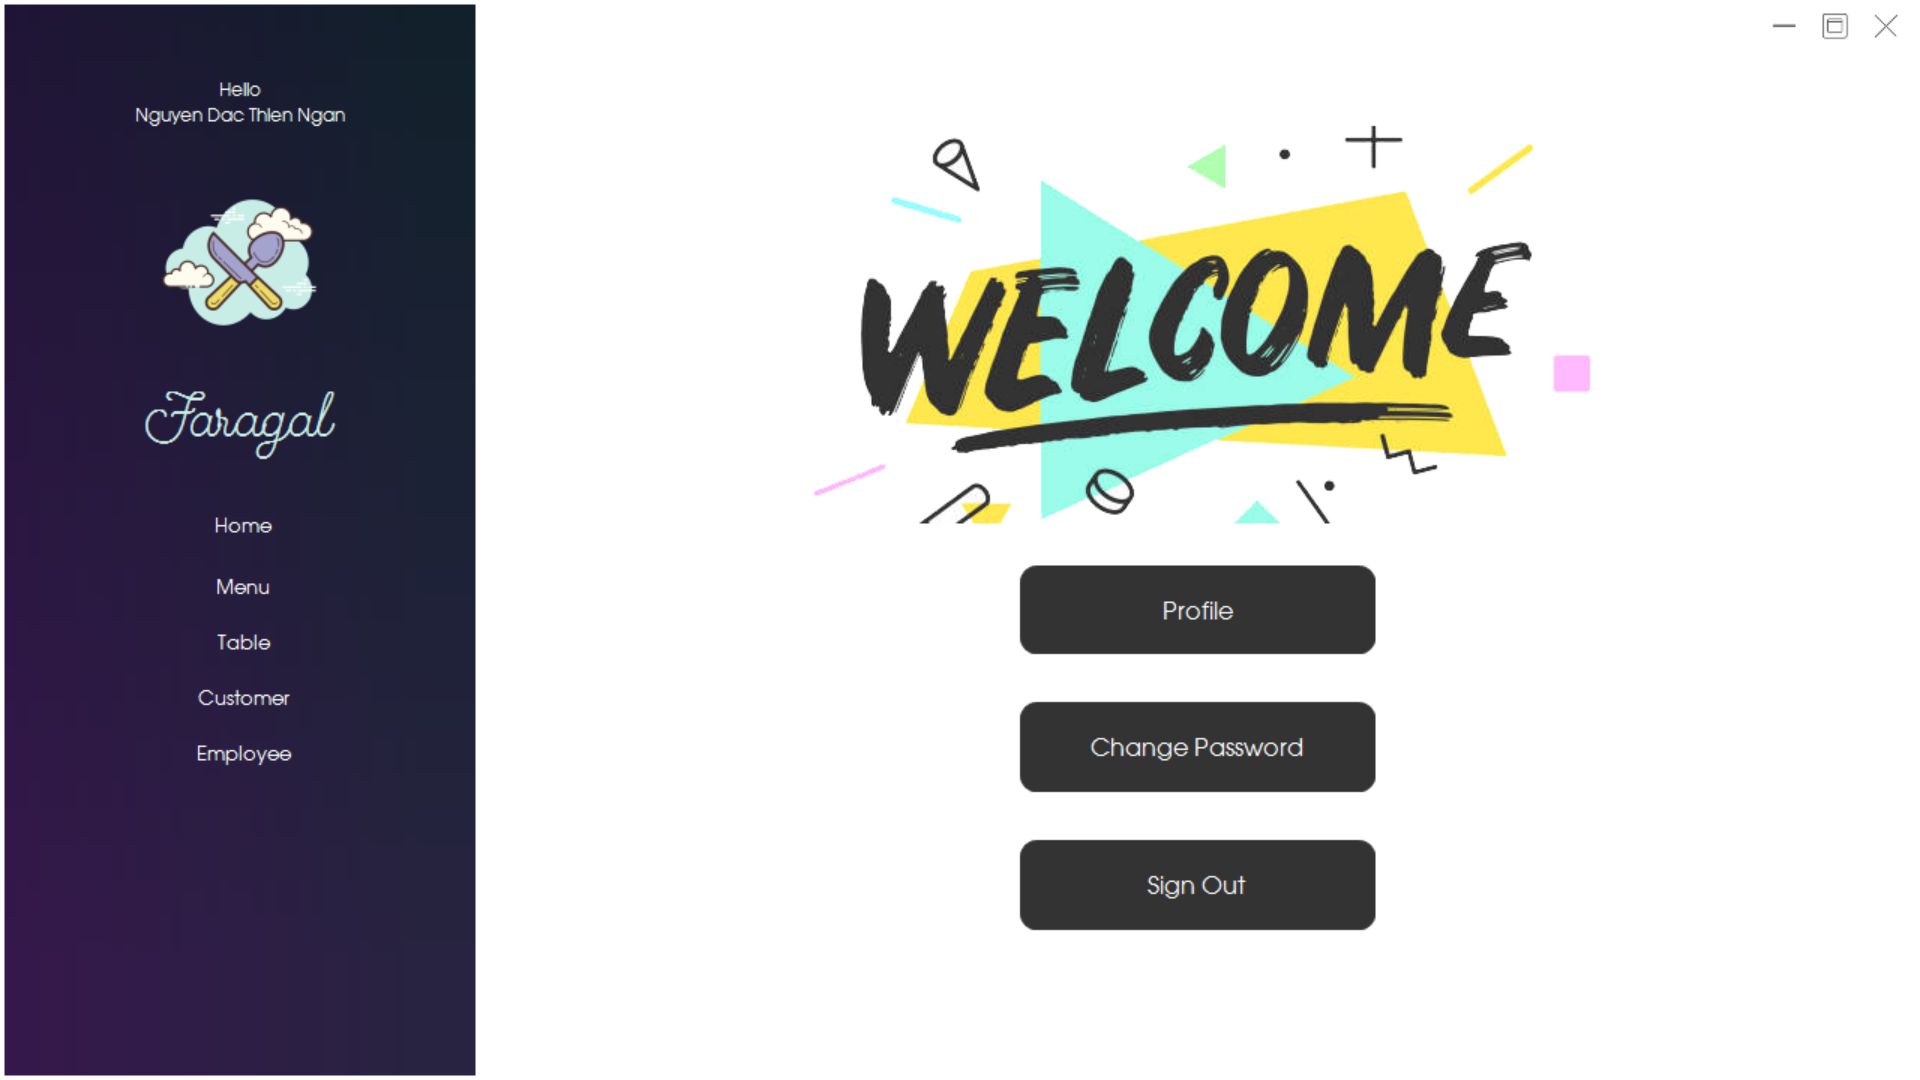 Hello
Nguyen Dac Thien Ngan
Faragal
Home
Menu
Table
Customer
Employee
WELCOME
Profile
Change Password
Sign Out